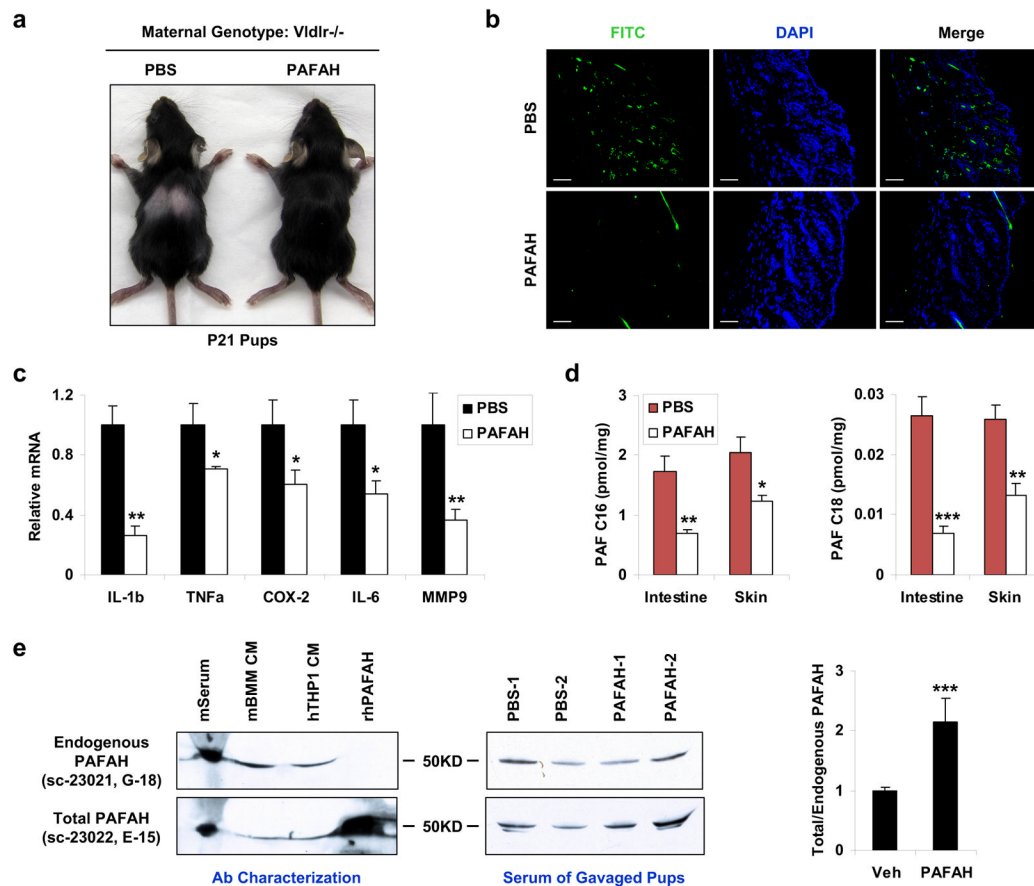 a
Maternal Genotype: Vldlr-/-
PBS PAFAH
P21 Pups
b
FITC DAPI Merge
PBS
PAFAH
c
Relative mRNA
1.2
0.8
0.4
0
PBS
PAFAH
** * * * **
IL-1b TNFa COX-2 IL-6 MMP9
d
PAF C16 (pmol/mg)
3
2
1
0
PBS
PAFAH
** *
Intestine Skin
PAF C18 (pmol/mg)
0.03
0.02
0.01
0
*** **
Intestine Skin
e
mSerum
mBMM CM
hTHP1 CM
rhPAFAH
PBS-1
PBS-2
PAFAH-1
PAFAH-2
Endogenous
PAFAH
(sc-23021, G-18)
50KD
Total PAFAH
(sc-23022, E-15)
50KD
Ab Characterization
Serum of Gavaged Pups
Total/Endogenous PAFAH
3
2
1
0
***
Veh PAFAH